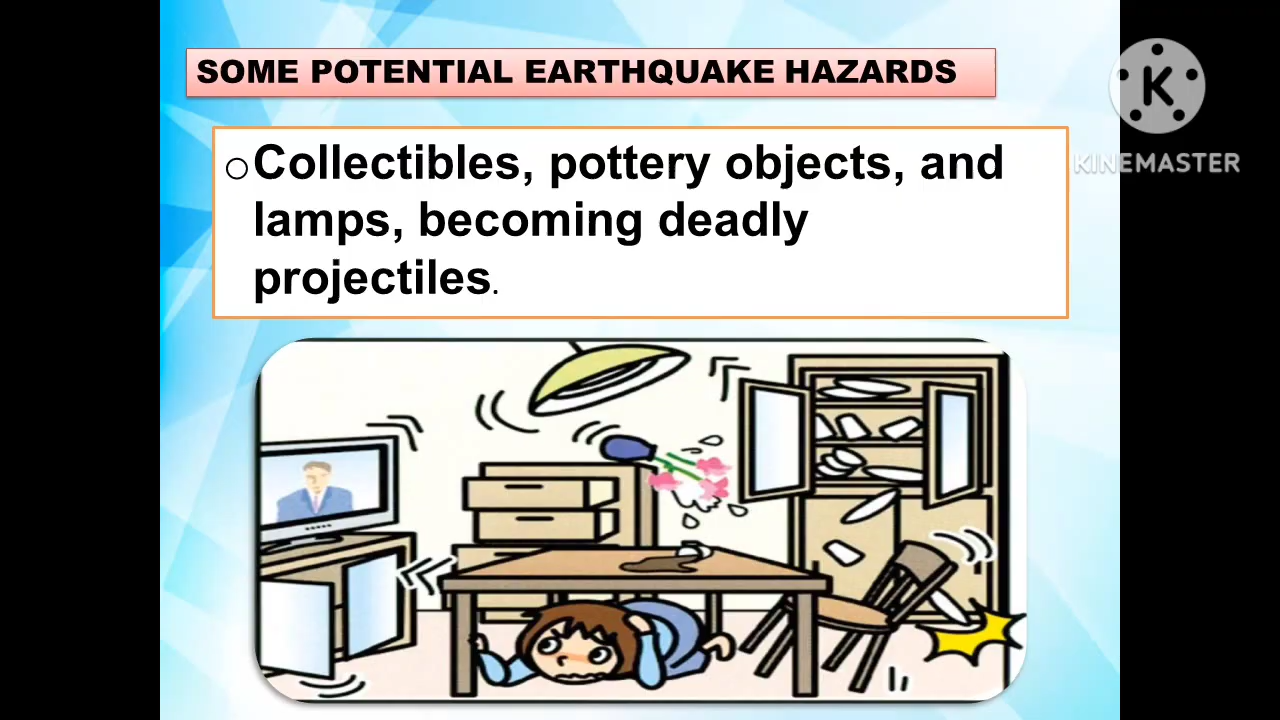 SOME POTENTIAL EARTHQUAKE HAZARDS
K
KINEMASTER
○Collectibles, pottery objects, and
lamps, becoming deadly
projectiles.